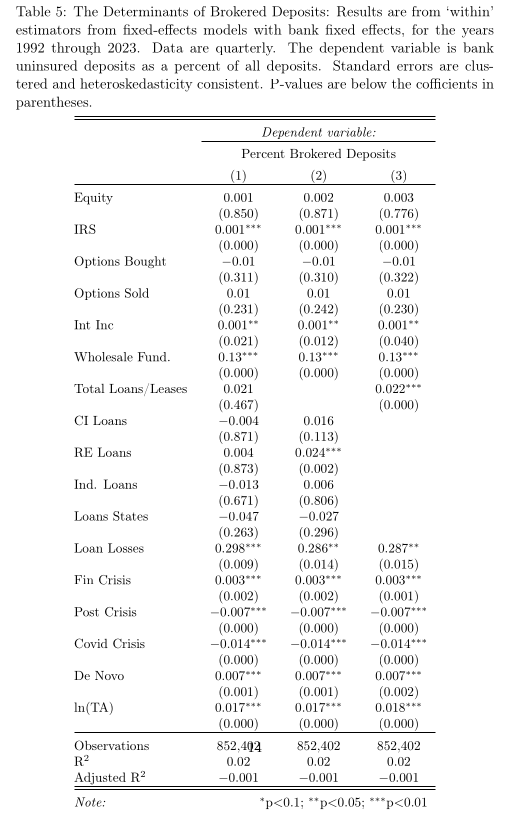 Table 5: The Determinants of Brokered Deposits: Results are from ‘within’
estimators from fixed-effects models with bank fixed effects, for the years
1992 through 2023. Data are quarterly. The dependent variable is bank
uninsured deposits as a percent of all deposits. Standard errors are clus-
tered and heteroskedasticity consistent. P-values are below the cofficients in
parentheses.
Dependent variable:
Percent Brokered Deposits
(1) (2) (3)
Equity 0.001 0.002 0.003
(0.850) (0.871) (0.776)
IRS 0.001*** 0.001*** 0.001***
(0.000) (0.000) (0.000)
Options Bought −0.01 −0.01 −0.01
(0.311) (0.310) (0.322)
Options Sold 0.01 0.01 0.01
(0.231) (0.242) (0.230)
Int Inc 0.001** 0.001** 0.001**
(0.021) (0.012) (0.040)
Wholesale Fund. 0.13*** 0.13*** 0.13***
(0.000) (0.000) (0.000)
Total Loans/Leases 0.021 0.022***
(0.467) (0.000)
CI Loans −0.004 0.016
(0.871) (0.113)
RE Loans 0.004 0.024***
(0.873) (0.002)
Ind. Loans −0.013 0.006
(0.671) (0.806)
Loans States −0.047 −0.027
(0.263) (0.296)
Loan Losses 0.298*** 0.286** 0.287**
(0.009) (0.014) (0.015)
Fin Crisis 0.003*** 0.003*** 0.003***
(0.002) (0.002) (0.001)
Post Crisis −0.007*** −0.007*** −0.007***
(0.000) (0.000) (0.000)
Covid Crisis −0.014*** −0.014*** −0.014***
(0.000) (0.000) (0.000)
De Novo 0.007*** 0.007*** 0.007***
(0.001) (0.001) (0.002)
ln(TA) 0.017*** 0.017*** 0.018***
(0.000) (0.000) (0.000)
Observations 852,402 852,402 852,402
14
R² 0.02 0.02 0.02
Adjusted R² −0.001 −0.001 −0.001
Note: *p<0.1; **p<0.05; ***p<0.01